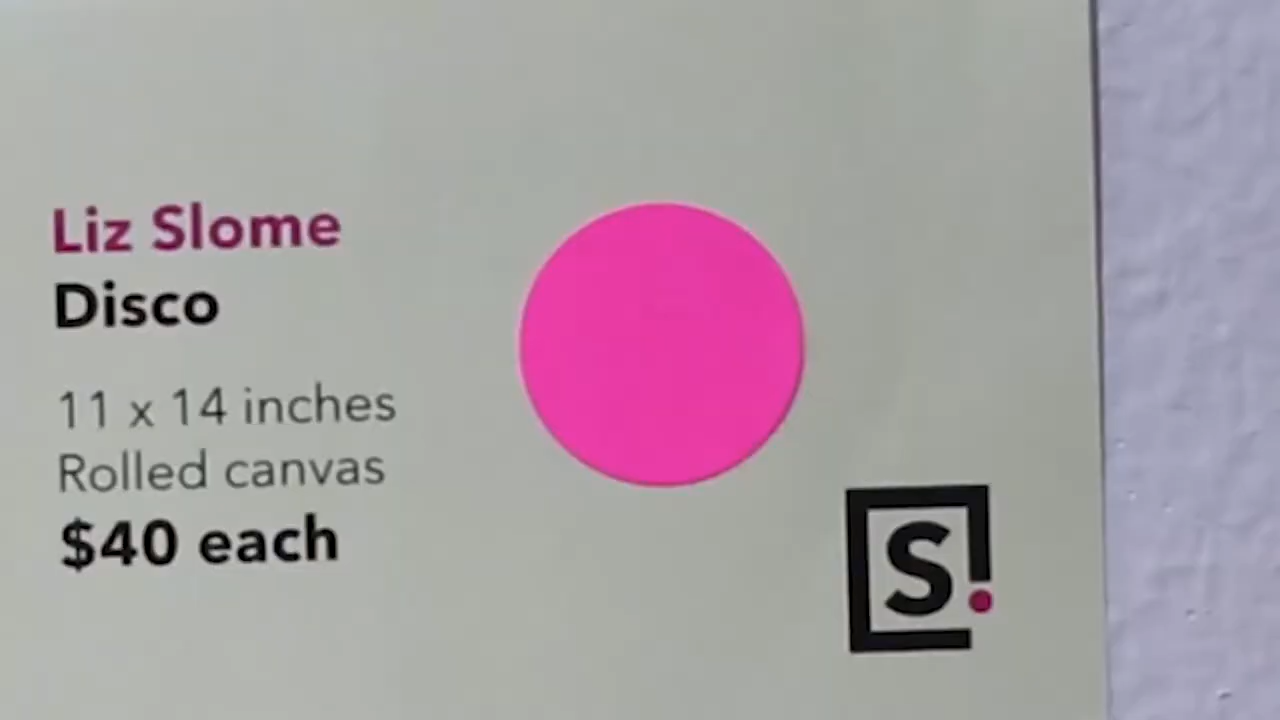 Liz Slome
Disco
11 x 14 inches
Rolled canvas
$40 each
S!